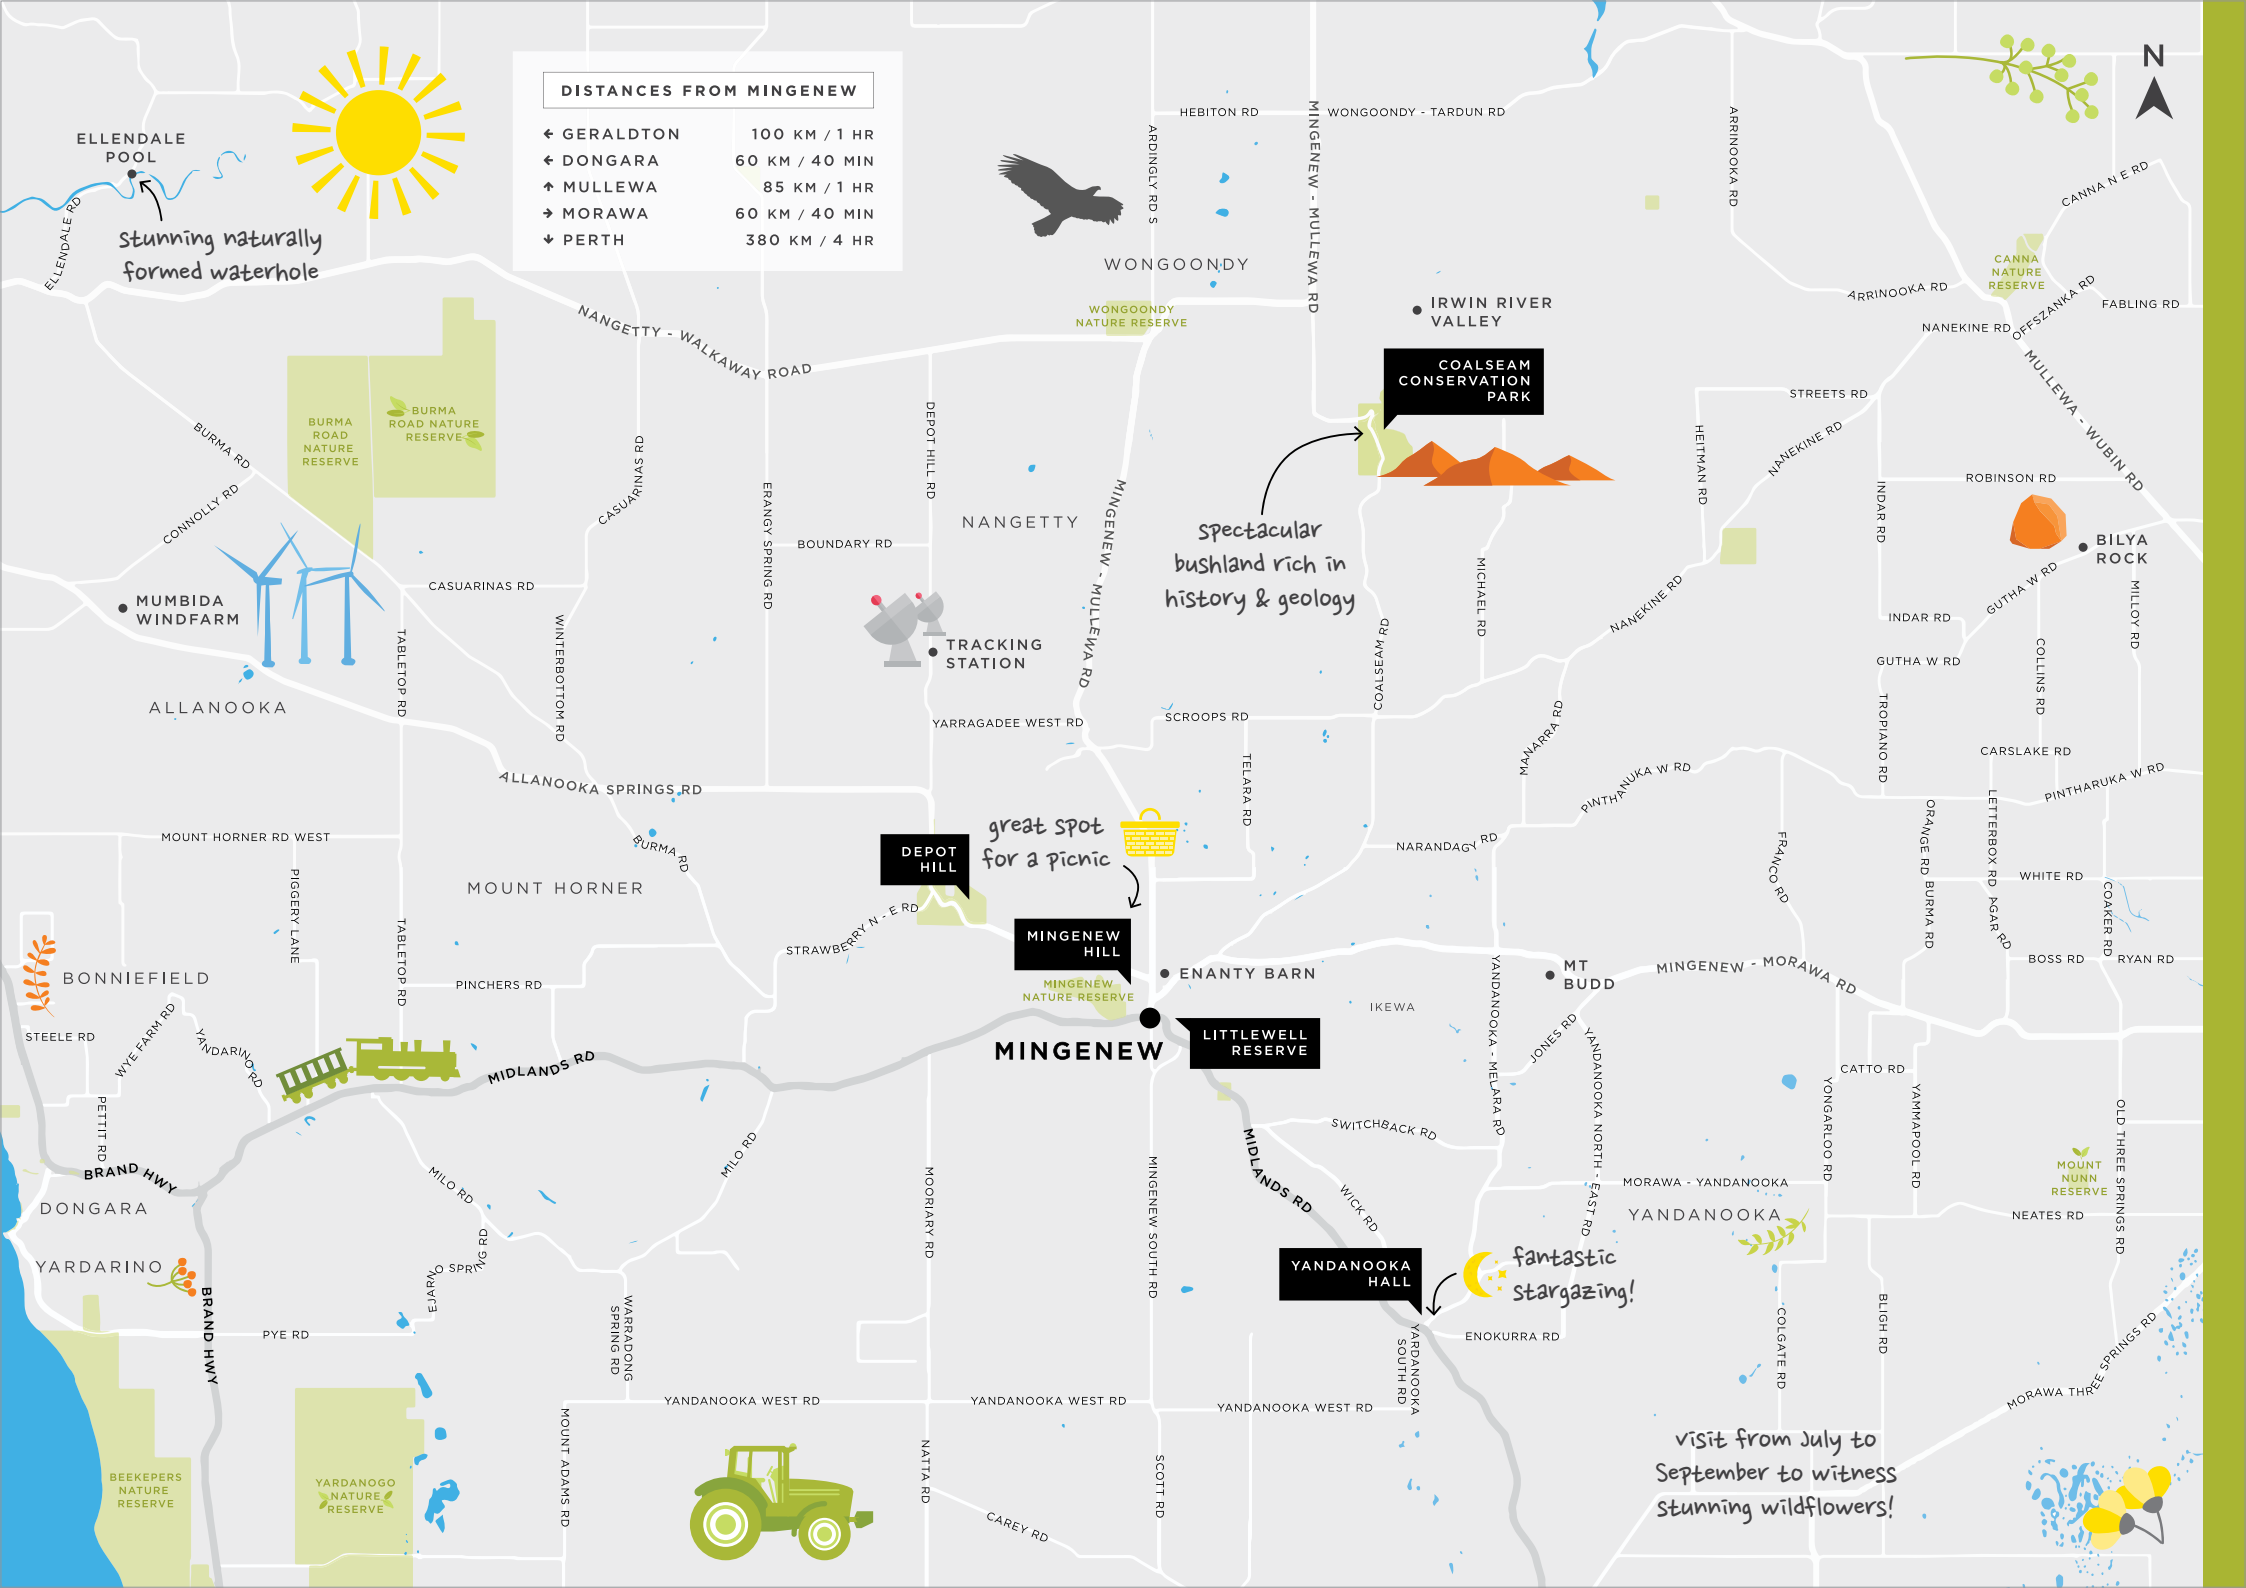 DISTANCES FROM MINGENEW
← GERALDTON 100 KM / 1 HR
← DONGARA 60 KM / 40 MIN
↑ MULLEWA 85 KM / 1 HR
→ MORAWA 60 KM / 40 MIN
↓ PERTH 380 KM / 4 HR
N
ELLENDALE
POOL
ELLENDALE RD
stunning naturally
formed waterhole
HEBITON RD
WONGOONDY - TARDUN RD
ARDINGLY RD S
MINGENEW - MULLEWA RD
ARRINOOKA RD
CANNA N E RD
WONGOONDY
WONGOONDY
NATURE RESERVE
IRWIN RIVER
VALLEY
CANNA
NATURE
RESERVE
ARRINOOKA RD
OFFSZANKA RD
FABLING RD
NANEKINE RD
MULLEWA - WUBIN RD
NANGETTY - WALKAWAY ROAD
COALSEAM
CONSERVATION
PARK
STREETS RD
BURMA
ROAD
NATURE
RESERVE
BURMA
ROAD NATURE
RESERVE
BURMA RD
CONNOLLY RD
CASUARINAS RD
DEPOT HILL RD
HEITMAN RD
NANEKINE RD
ROBINSON RD
INDAR RD
ERANGY SPRING RD
BOUNDARY RD
NANGETTY
MINGENEW - MULLEWA RD
spectacular
bushland rich in
history & geology
BILYA
ROCK
MUMBIDA
WINDFARM
CASUARINAS RD
MICHAEL RD
NANEKINE RD
GUTHA W RD
MILLOY RD
INDAR RD
TABLETOP RD
WINTERBOTTOM RD
TRACKING
STATION
COALSEAM RD
GUTHA W RD
COLLINS RD
ALLANOOKA
YARRAGADEE WEST RD
SCROOPS RD
MANARRA RD
TROPIANO RD
CARSLAKE RD
ALLANOOKA SPRINGS RD
TELARA RD
PINTHANUKA W RD
PINTHARUKA W RD
LETTERBOX RD
ORANGE RD
MOUNT HORNER RD WEST
BURMA RD
DEPOT
HILL
great spot
for a picnic
NARANDAGY RD
FRANCO RD
PIGGERY LANE
MOUNT HORNER
WHITE RD
COAKER RD
AGAR RD
BURMA RD
STRAWBERRY N - E RD
TABLETOP RD
MINGENEW
HILL
BONNIEFIELD
PINCHERS RD
ENANTY BARN
MINGENEW
NATURE RESERVE
YANDANOOKA - MELARA RD
MT
BUDD
MINGENEW - MORAWA RD
BOSS RD
RYAN RD
IKEWA
STEELE RD
WYE FARM RD
YANDARINO RD
MIDLANDS RD
MINGENEW
LITTLEWELL
RESERVE
JONES RD
YANDANOOKA NORTH - EAST RD
CATTO RD
YONGARLOO RD
YAMMAPOOL RD
OLD THREE SPRINGS RD
PETTIT RD
BRAND HWY
SWITCHBACK RD
MIDLANDS RD
MILO RD
MILO RD
MOORIARY RD
MINGENEW SOUTH RD
WICK RD
MORAWA - YANDANOOKA
MOUNT
NUNN
RESERVE
DONGARA
YANDANOOKA
NEATES RD
YARDARINO
EJARNO SPRING RD
YANDANOOKA
HALL
fantastic
stargazing!
BRAND HWY
PYE RD
WARRADONG
SPRING RD
YARDANOOKA
SOUTH RD
ENOKURRA RD
COLGATE RD
BLIGH RD
MORAWA THREE SPRINGS RD
YANDANOOKA WEST RD
YANDANOOKA WEST RD
YANDANOOKA WEST RD
MOUNT ADAMS RD
NATTA RD
SCOTT RD
CAREY RD
BEEKEPERS
NATURE
RESERVE
YARDANOGO
NATURE
RESERVE
visit from July to
September to witness
stunning wildflowers!